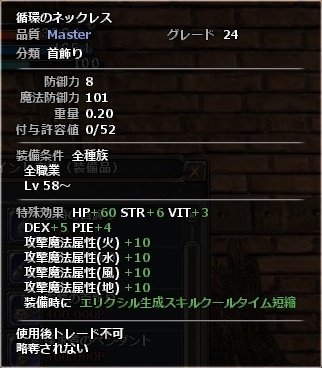 循環のネックレス
品質 Master グレード 24
分類 首飾り
防御力 8
魔法防御力 101
重量 0.20
付与許容値 0/52
装備条件 全種族
全職業
Lv 58～
特殊効果 HP+60 STR+6 VIT+3
DEX+5 PIE+4
攻撃魔法属性(火) +10
攻撃魔法属性(水) +10
攻撃魔法属性(風) +10
攻撃魔法属性(地) +10
装備時に エリクシル生成スキルクールタイム短縮
使用後トレード不可
略奪されない